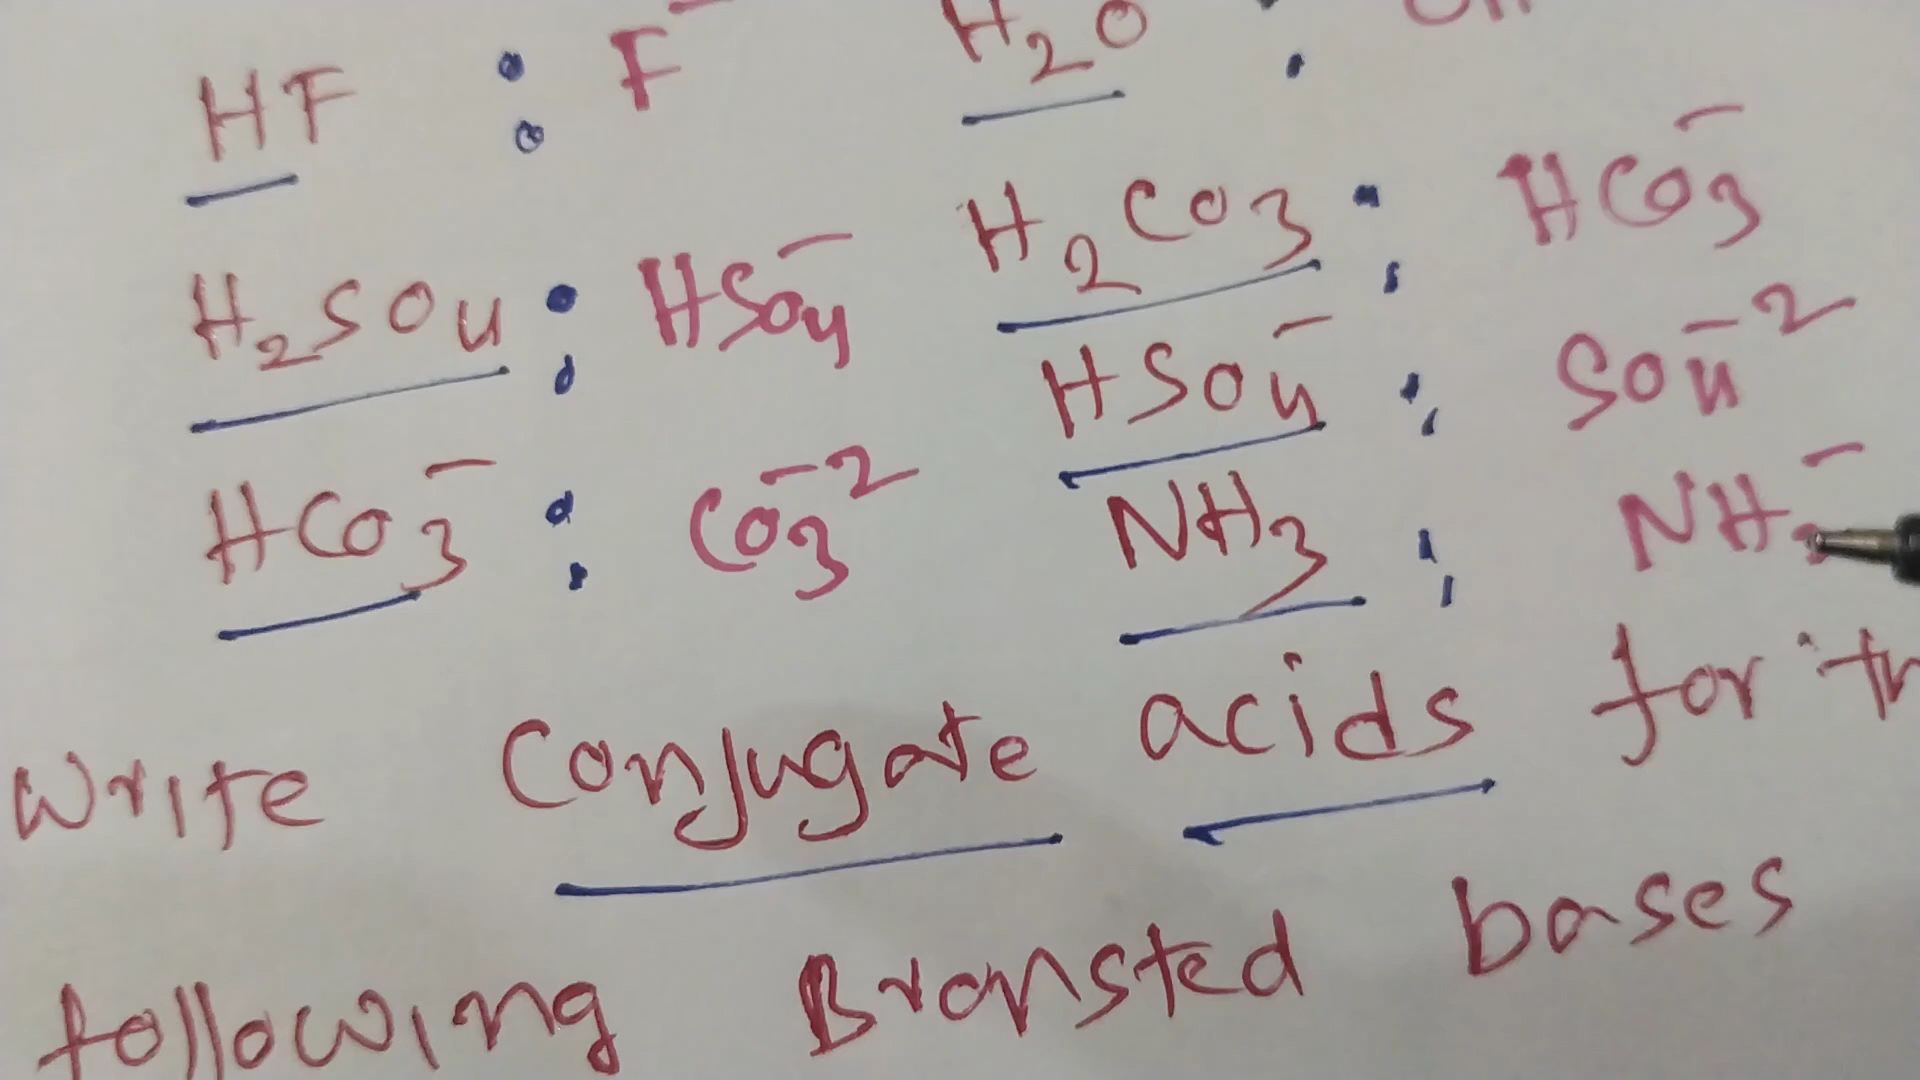 HF : F⁻ H₂O :
H₂SO₄ : HSO₄⁻ H₂CO₃ : HCO₃⁻
HCO₃⁻ : CO₃⁻² HSO₄⁻ : SO₄⁻²
NH₃ : NH₂⁻
Write Conjugate acids for
following Bronsted bases